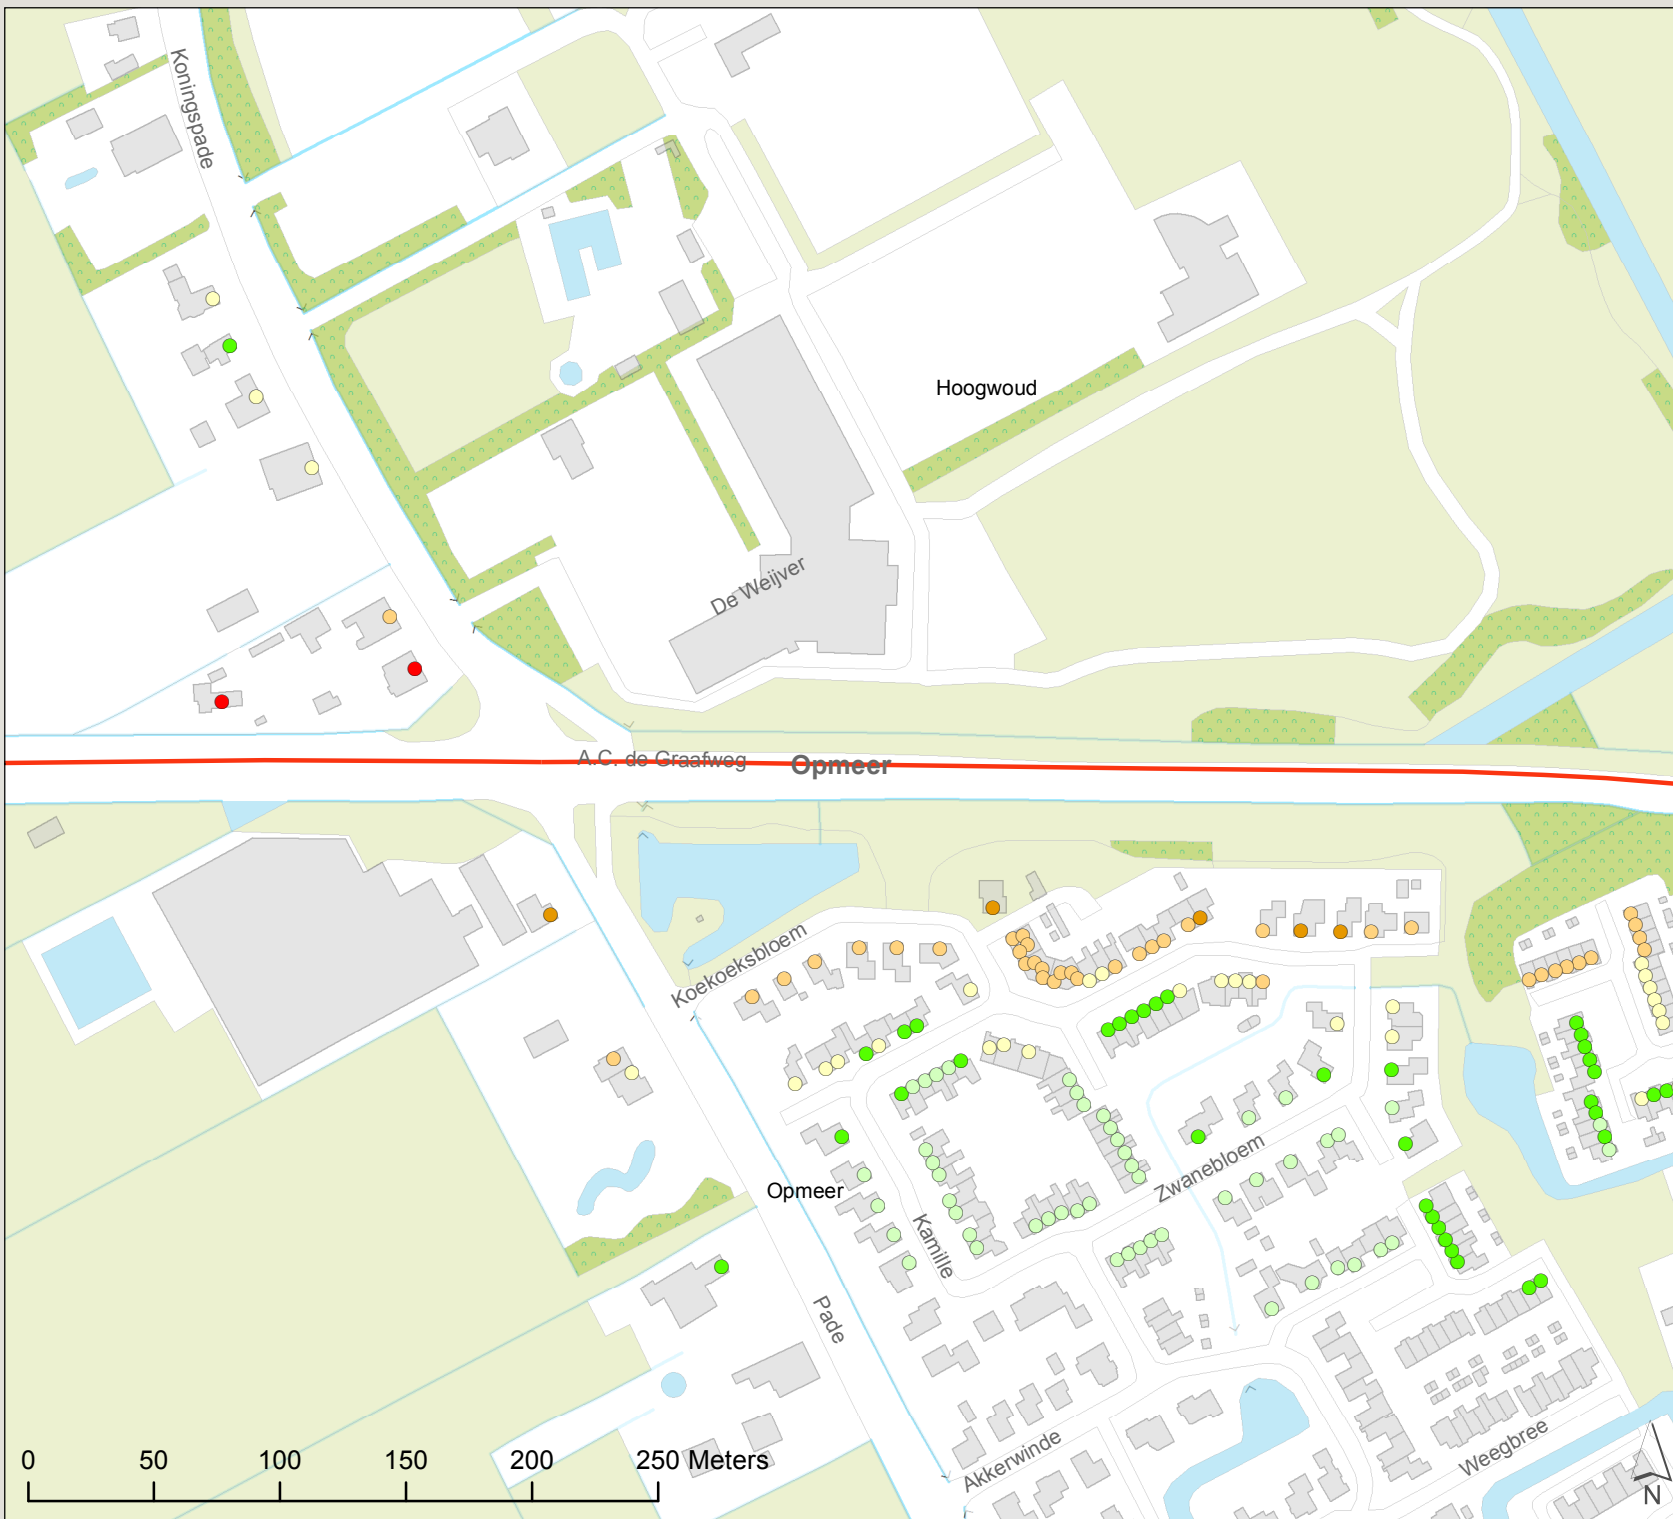 Koningspade
Hoogwoud
De Weijver
A.C. de Graafweg
Opmeer
Koekoeksbloem
Zwanebloem
Opmeer
Kamille
Pade
Akkerwinde
Weegbree
0 50 100 150 200 250 Meters
N